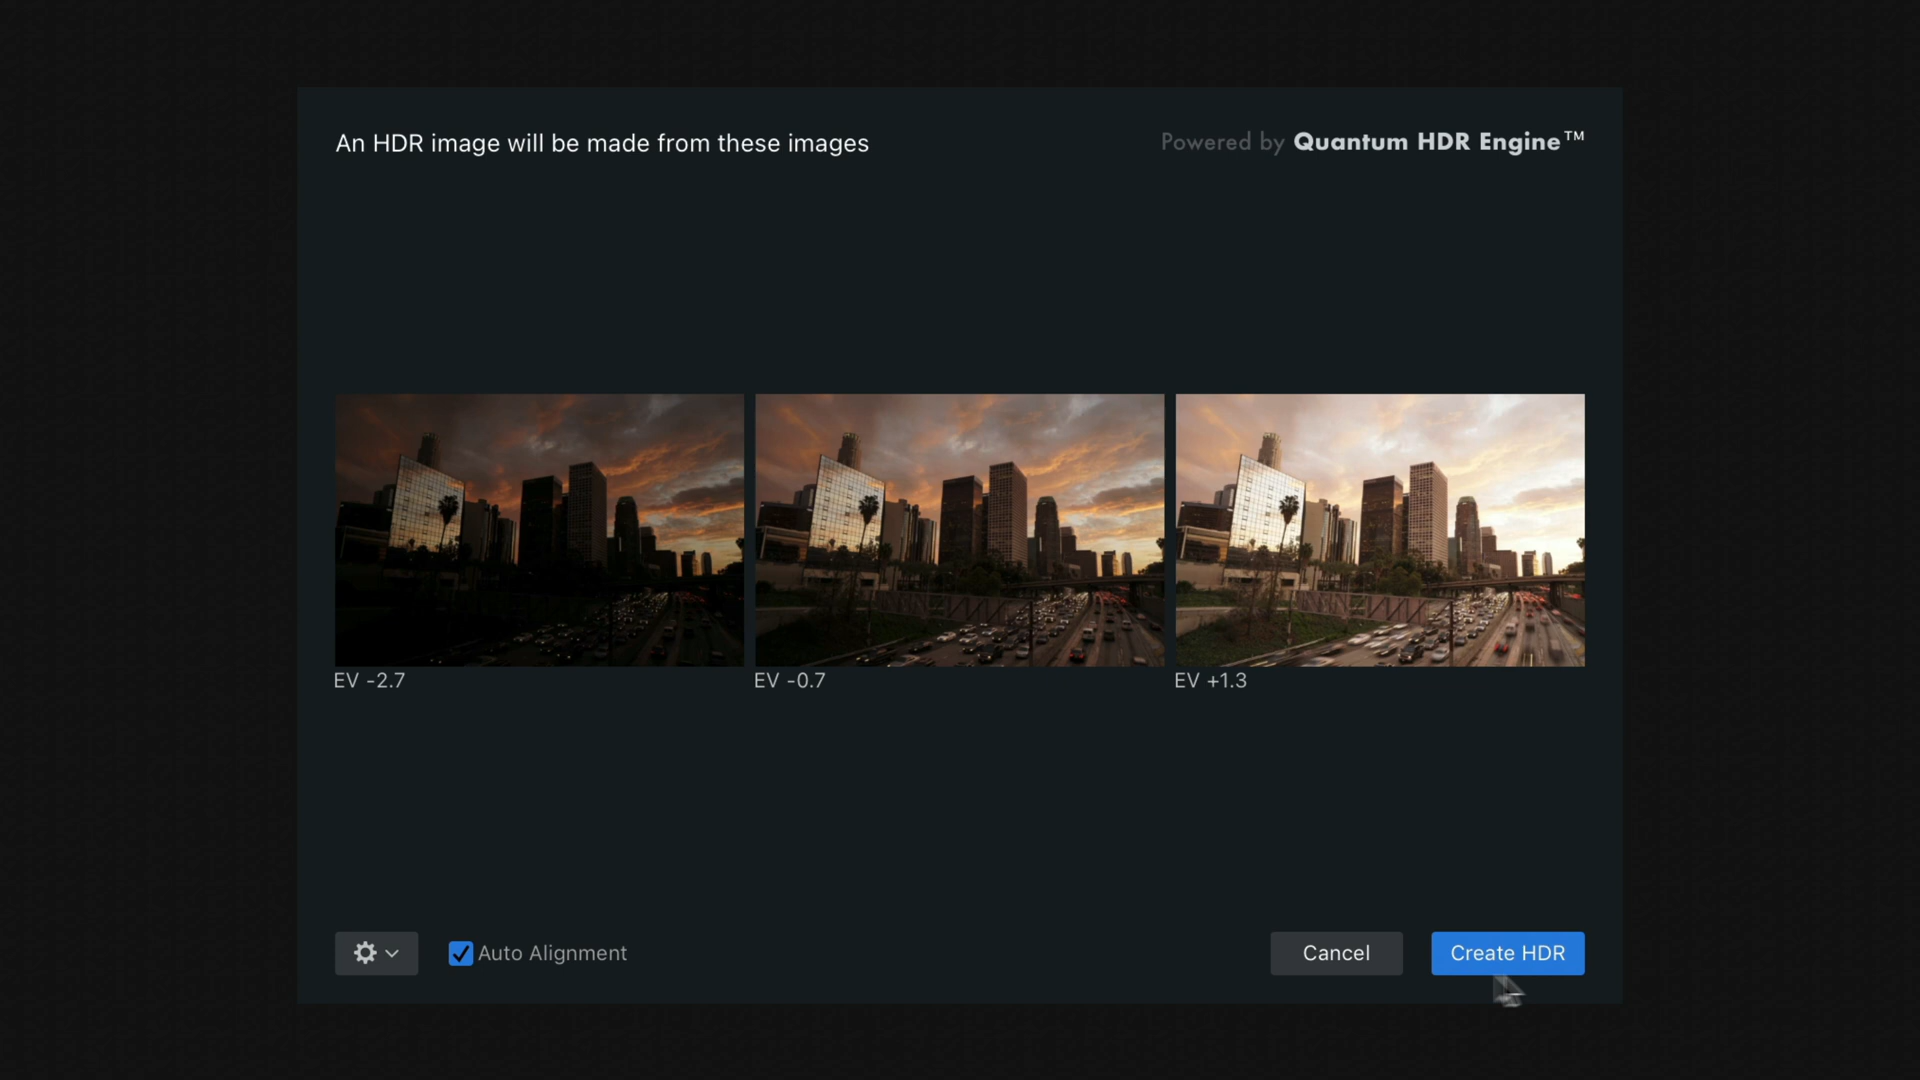 An HDR image will be made from these images
Powered by Quantum HDR Engine™
EV -2.7
EV -0.7
EV +1.3
Auto Alignment
Cancel
Create HDR